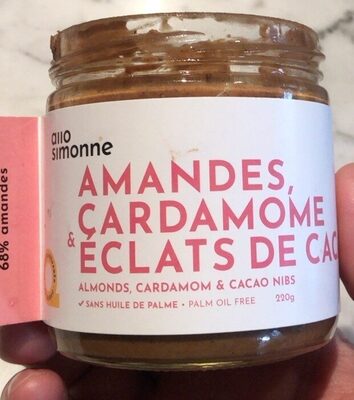 allo
simonne
AMANDES,
CARDAMOME
& ÉCLATS DE CAC
ALMONDS, CARDAMOM & CACAO NIBS
✓ SANS HUILE DE PALME • PALM OIL FREE
220g
68% amandes